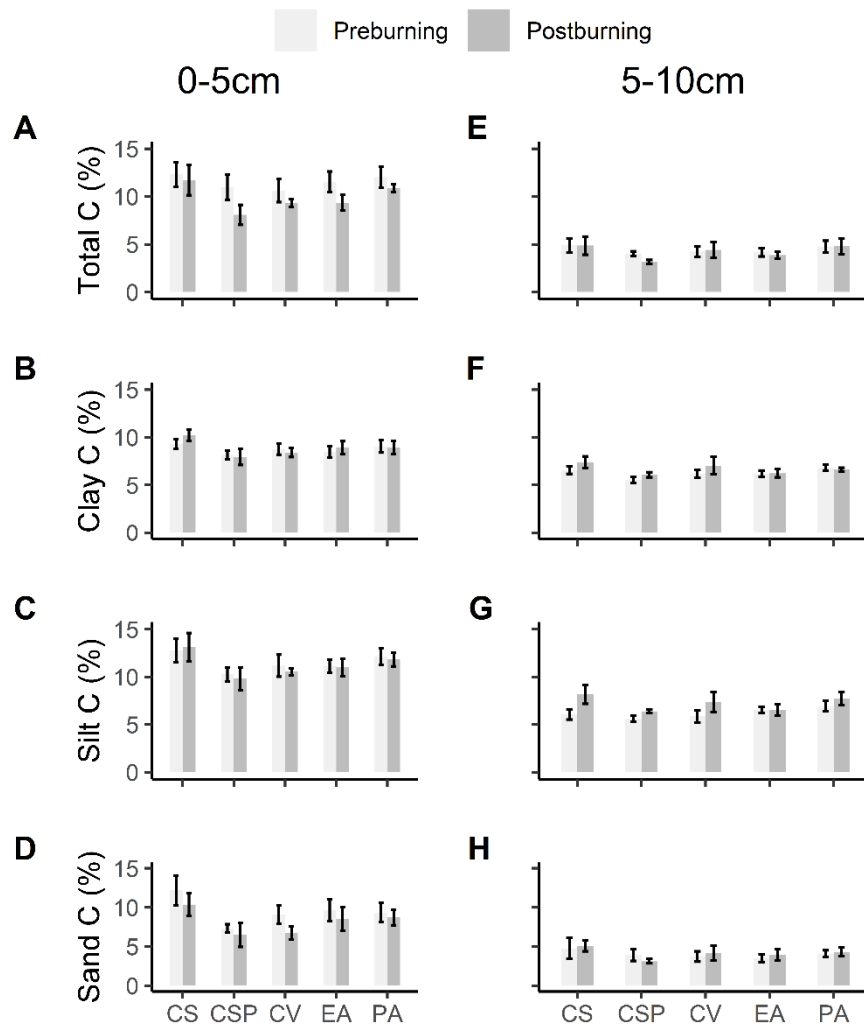 Preburning Postburning
0-5cm 5-10cm
A E
Total C (%)
15
10
5
0
B F
Clay C (%)
15
10
5
0
C G
Silt C (%)
15
10
5
0
D H
Sand C (%)
15
10
5
0
CS CSP CV EA PA CS CSP CV EA PA